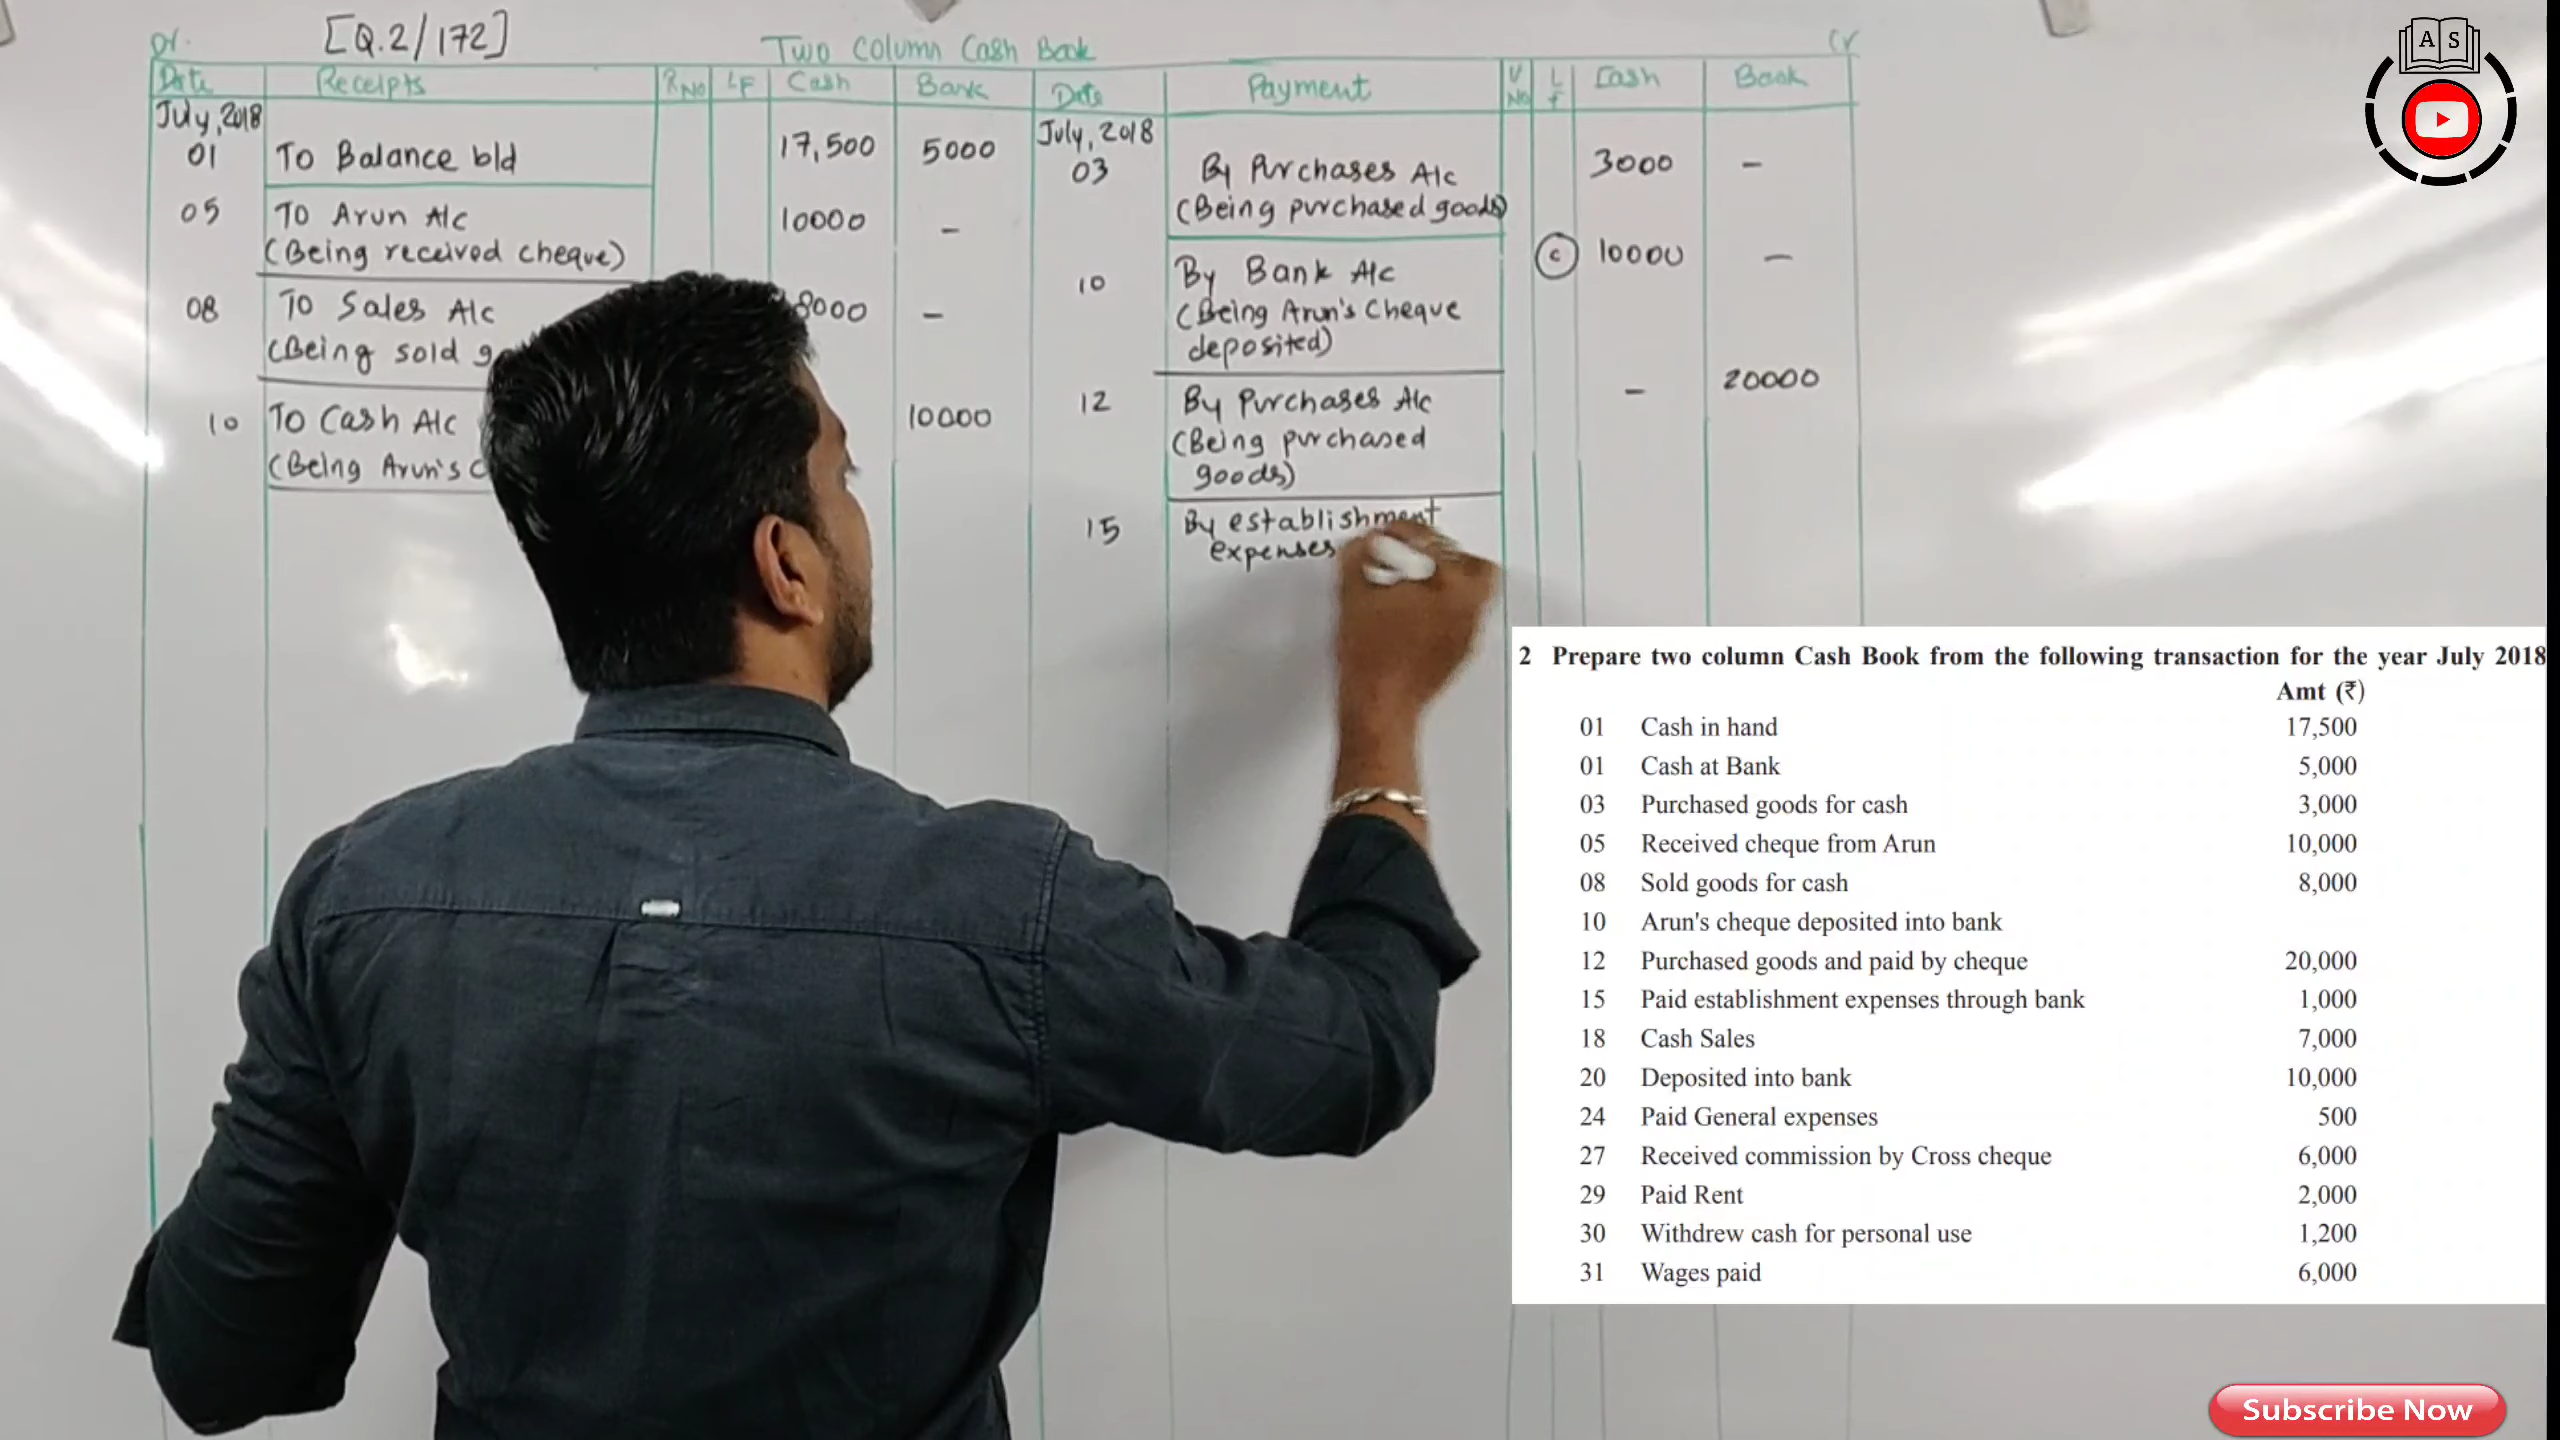 [Q.2/172]
Dr.
Two Column Cash Book
Cr
Date Receipts R No LF Cash Bank Date Payment V No L f Cash Bank
July, 2018
01 To Balance b/d 17,500 5000
05 To Arun A/c 10000 -
(Being received cheque)
08 To Sales A/c 8000 -
(Being sold
10 To Cash A/c 10000
(Being Arun's
July, 2018
03 By Purchases A/c 3000 -
(Being purchased goods)
10 By Bank A/c C 10000 -
(Being Arun's Cheque
deposited)
12 By Purchases A/c - 20000
(Being purchased
goods)
15 By establishment
expenses
A S
2 Prepare two column Cash Book from the following transaction for the year July 2018
Amt (₹)
01 Cash in hand 17,500
01 Cash at Bank 5,000
03 Purchased goods for cash 3,000
05 Received cheque from Arun 10,000
08 Sold goods for cash 8,000
10 Arun's cheque deposited into bank
12 Purchased goods and paid by cheque 20,000
15 Paid establishment expenses through bank 1,000
18 Cash Sales 7,000
20 Deposited into bank 10,000
24 Paid General expenses 500
27 Received commission by Cross cheque 6,000
29 Paid Rent 2,000
30 Withdrew cash for personal use 1,200
31 Wages paid 6,000
Subscribe Now